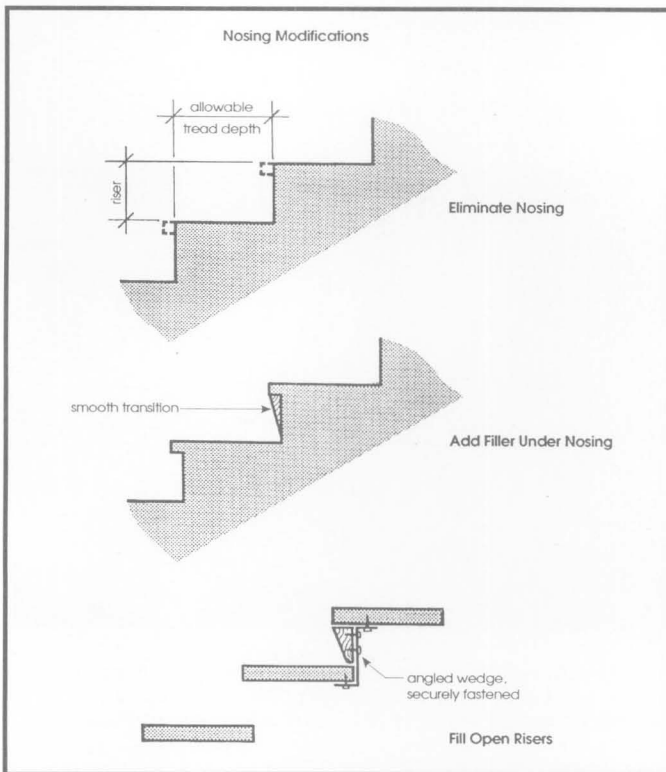 Nosing Modifications
allowable
tread depth
riser
Eliminate Nosing
smooth transition
Add Filler Under Nosing
angled wedge,
securely fastened
Fill Open Risers